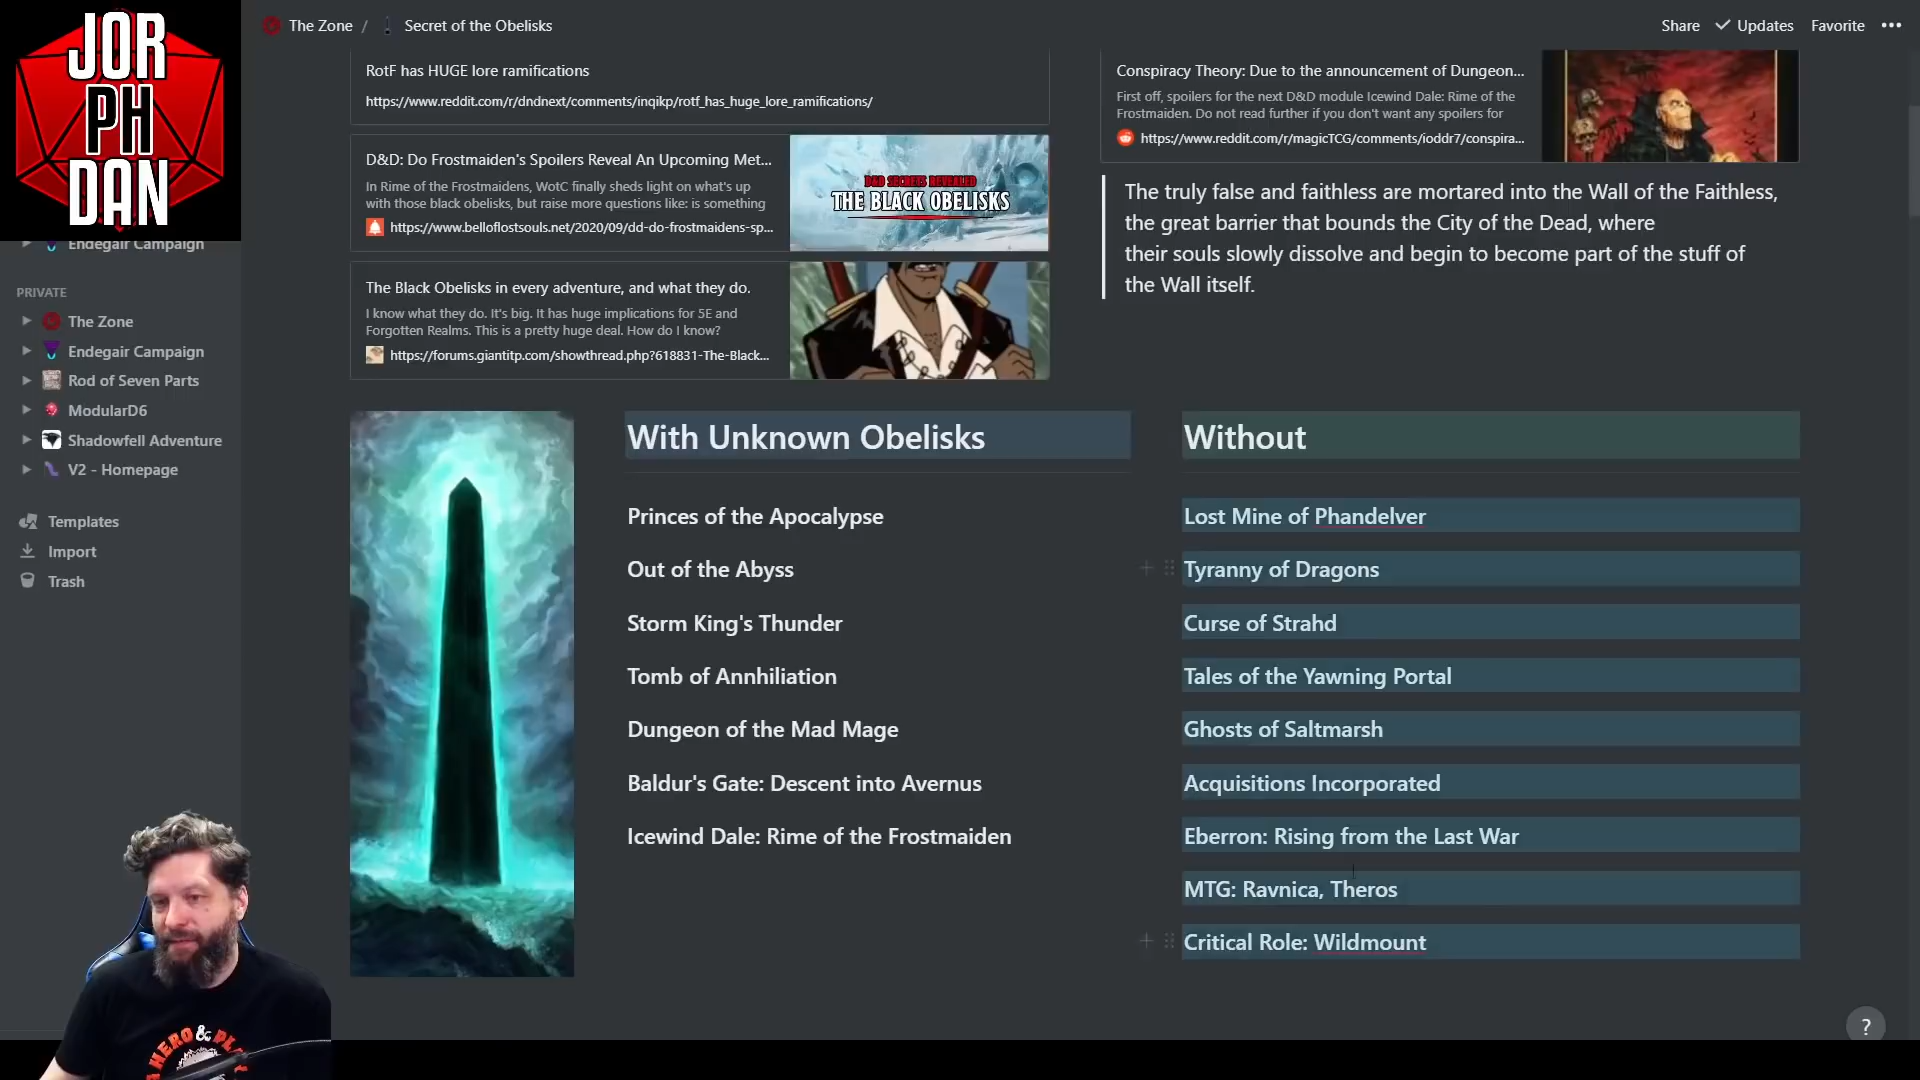 JOR
PH
DAN
The Zone / Secret of the Obelisks
Share Updates Favorite •••
Endegair Campaign
PRIVATE
The Zone
Endegair Campaign
Rod of Seven Parts
ModularD6
Shadowfell Adventure
V2 - Homepage
Templates
Import
Trash
RotF has HUGE lore ramifications
https://www.reddit.com/r/dndnext/comments/inqikp/rotf_has_huge_lore_ramifications/
D&D: Do Frostmaiden's Spoilers Reveal An Upcoming Met...
In Rime of the Frostmaidens, WotC finally sheds light on what's up
with those black obelisks, but raise more questions like: is something
https://www.belloflostsouls.net/2020/09/dd-do-frostmaidens-sp...
D&D SECRETS REVEALED
THE BLACK OBELISKS
The Black Obelisks in every adventure, and what they do.
I know what they do. It's big. It has huge implications for 5E and
Forgotten Realms. This is a pretty huge deal. How do I know?
https://forums.giantitp.com/showthread.php?618831-The-Black...
Conspiracy Theory: Due to the announcement of Dungeon...
First off, spoilers for the next D&D module Icewind Dale: Rime of the
Frostmaiden. Do not read further if you don't want any spoilers for
https://www.reddit.com/r/magicTCG/comments/ioddr7/conspira...
The truly false and faithless are mortared into the Wall of the Faithless,
the great barrier that bounds the City of the Dead, where
their souls slowly dissolve and begin to become part of the stuff of
the Wall itself.
With Unknown Obelisks
Princes of the Apocalypse
Out of the Abyss
Storm King's Thunder
Tomb of Annhiliation
Dungeon of the Mad Mage
Baldur's Gate: Descent into Avernus
Icewind Dale: Rime of the Frostmaiden
Without
Lost Mine of Phandelver
Tyranny of Dragons
Curse of Strahd
Tales of the Yawning Portal
Ghosts of Saltmarsh
Acquisitions Incorporated
Eberron: Rising from the Last War
MTG: Ravnica, Theros
Critical Role: Wildmount
HERO &
?